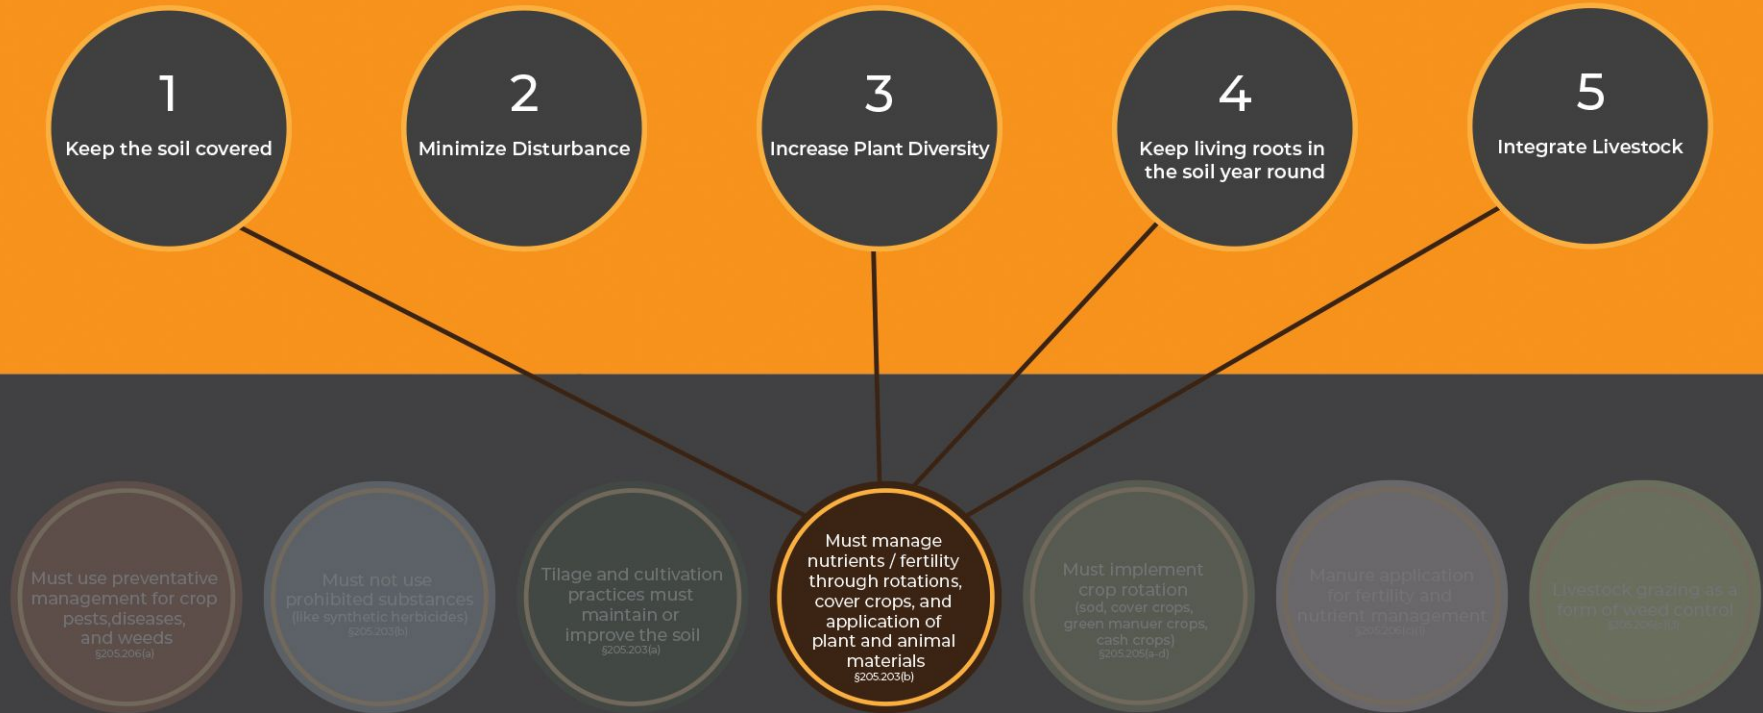 1
Keep the soil covered
2
Minimize Disturbance
3
Increase Plant Diversity
4
Keep living roots in
the soil year round
5
Integrate Livestock
Must use preventative
management for crop
pests,diseases,
and weeds
§205.206(a)
Must not use
prohibited substances
(like synthetic herbicides)
§205.203(b)
Tilage and cultivation
practices must
maintain or
improve the soil
§205.203(a)
Must manage
nutrients / fertility
through rotations,
cover crops, and
application of
plant and animal
materials
§205.203(b)
Must implement
crop rotation
(sod, cover crops,
green manuer crops,
cash crops)
§205.205(a-d)
Manure application
for fertility and
nutrient management
Livestock grazing as a
form of weed control